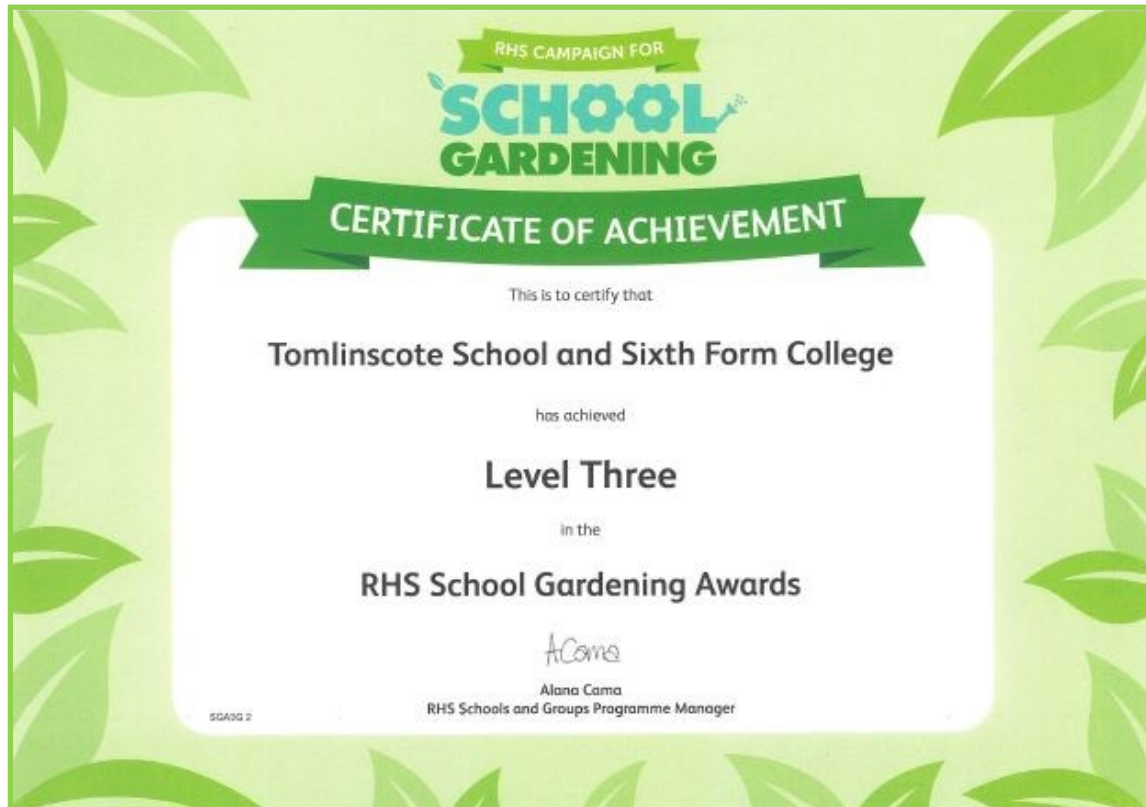 RHS CAMPAIGN FOR
SCHOOL
GARDENING
CERTIFICATE OF ACHIEVEMENT
This is to certify that
Tomlinscote School and Sixth Form College
has achieved
Level Three
in the
RHS School Gardening Awards
ACama
Alana Cama
RHS Schools and Groups Programme Manager